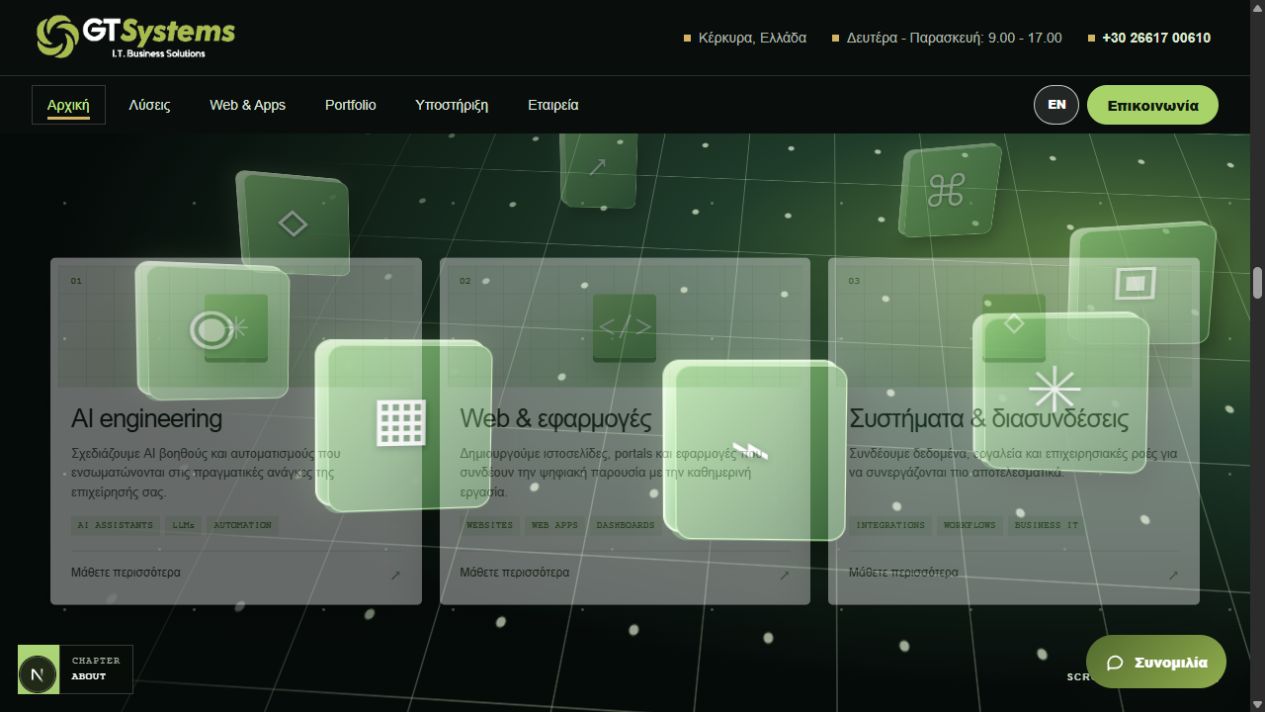 GTSystems
I.T. Business Solutions
Κέρκυρα, Ελλάδα
Δευτέρα - Παρασκευή: 9.00 - 17.00
+30 26617 00610
Αρχική
Λύσεις
Web & Apps
Portfolio
Υποστήριξη
Εταιρεία
EN
Επικοινωνία
01
AI engineering
Σχεδιάζουμε AI βοηθούς και αυτοματισμούς που
ενσωματώνονται στις πραγματικές ανάγκες της
επιχείρησής σας.
AI ASSISTANTS
LLMs
AUTOMATION
Μάθετε περισσότερα
02
</>
Web & εφαρμογές
Δημιουργούμε ιστοσελίδες, portals και εφαρμογές που
συνδέουν την ψηφιακή παρουσία με την καθημερινή
εργασία.
WEBSITES
WEB APPS
DASHBOARDS
Μάθετε περισσότερα
03
Συστήματα & διασυνδέσεις
Συνδέουμε δεδομένα, εργαλεία και επιχειρησιακές ροές για
να συνεργάζονται πιο αποτελεσματικά.
INTEGRATIONS
WORKFLOWS
BUSINESS IT
Μάθετε περισσότερα
N
CHAPTER
ABOUT
SCR
Συνομιλία